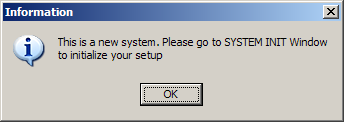 Information
This is a new system. Please go to SYSTEM INIT Window
to initialize your setup
OK